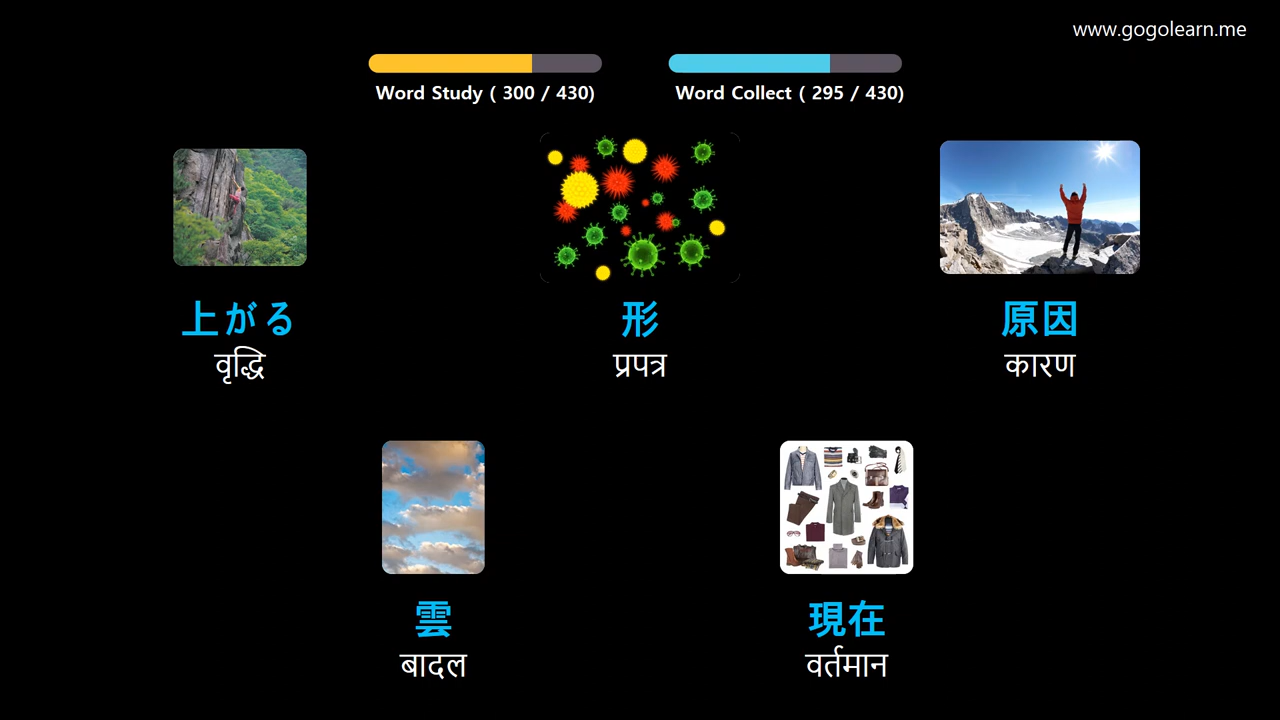 www.gogolearn.me
Word Study ( 300 / 430)
Word Collect ( 295 / 430)
上がる
वृद्धि
形
प्रपत्र
原因
कारण
雲
बादल
現在
वर्तमान